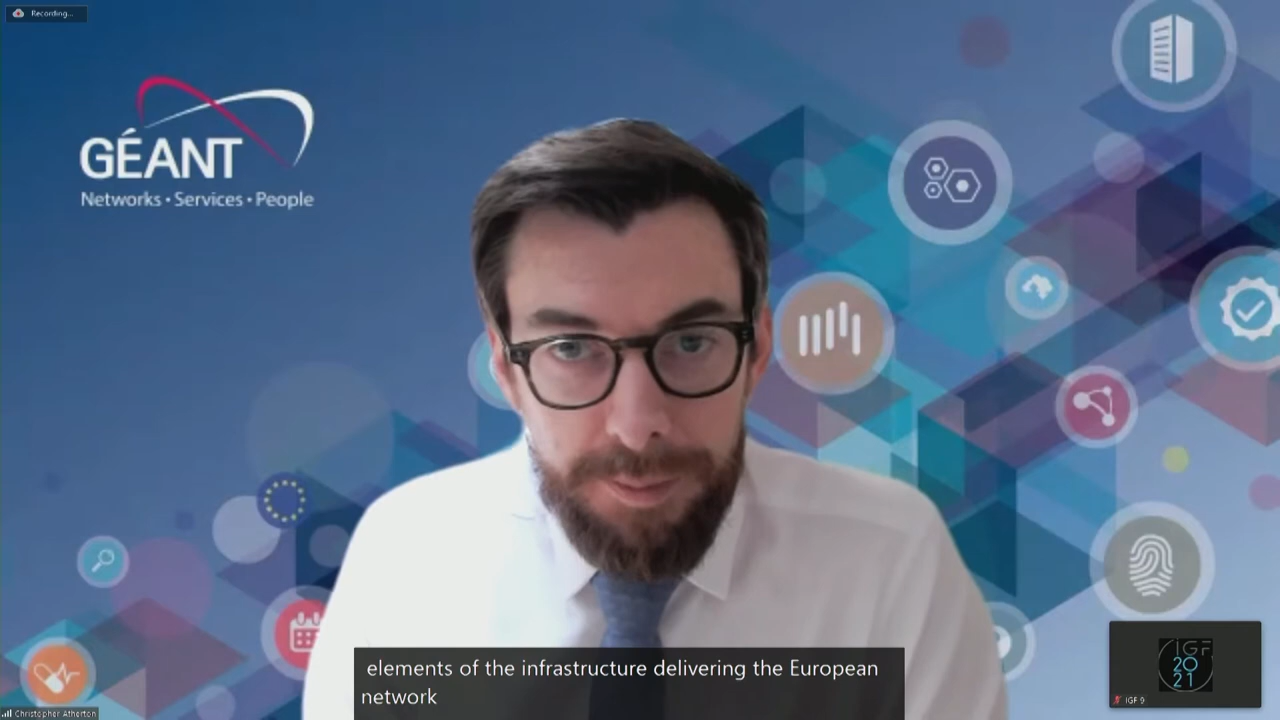 Recording...
GÉANT
Networks • Services • People
elements of the infrastructure delivering the European
network
Christopher Atherton
IGF
20
21
IGF 9